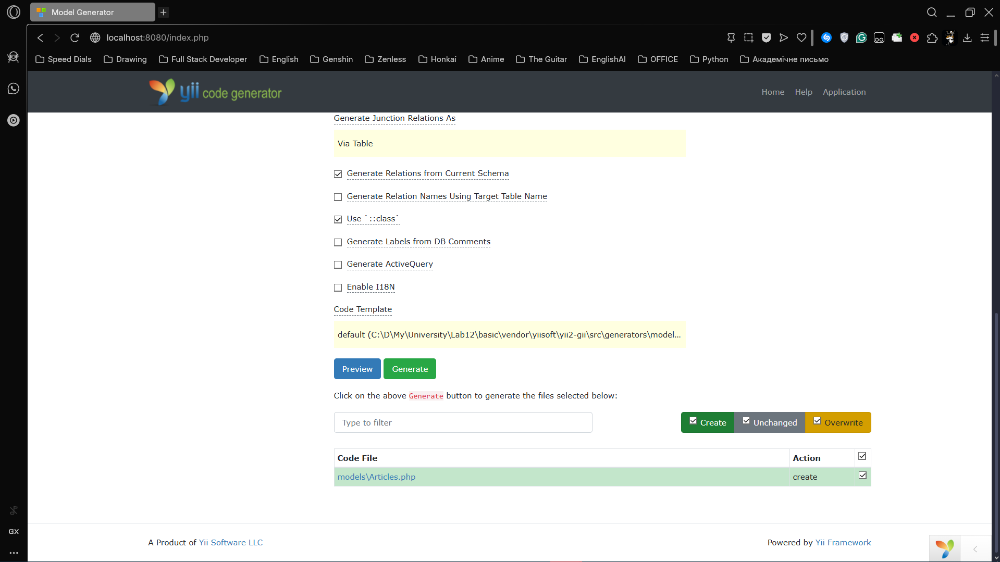 Model Generator
localhost:8080/index.php
Speed Dials Drawing Full Stack Developer English Genshin Zenless Honkai Anime The Guitar EnglishAI OFFICE Python Академічне письмо
yii code generator
Home Help Application
Generate Junction Relations As
Via Table
Generate Relations from Current Schema
Generate Relation Names Using Target Table Name
Use `::class`
Generate Labels from DB Comments
Generate ActiveQuery
Enable I18N
Code Template
default (C:\D\My\University\Lab12\basic\vendor\yiisoft\yii2-gii\src\generators\model...
Preview Generate
Click on the above Generate button to generate the files selected below:
Type to filter
Create Unchanged Overwrite
Code File Action
models\Articles.php create
GX
A Product of Yii Software LLC Powered by Yii Framework